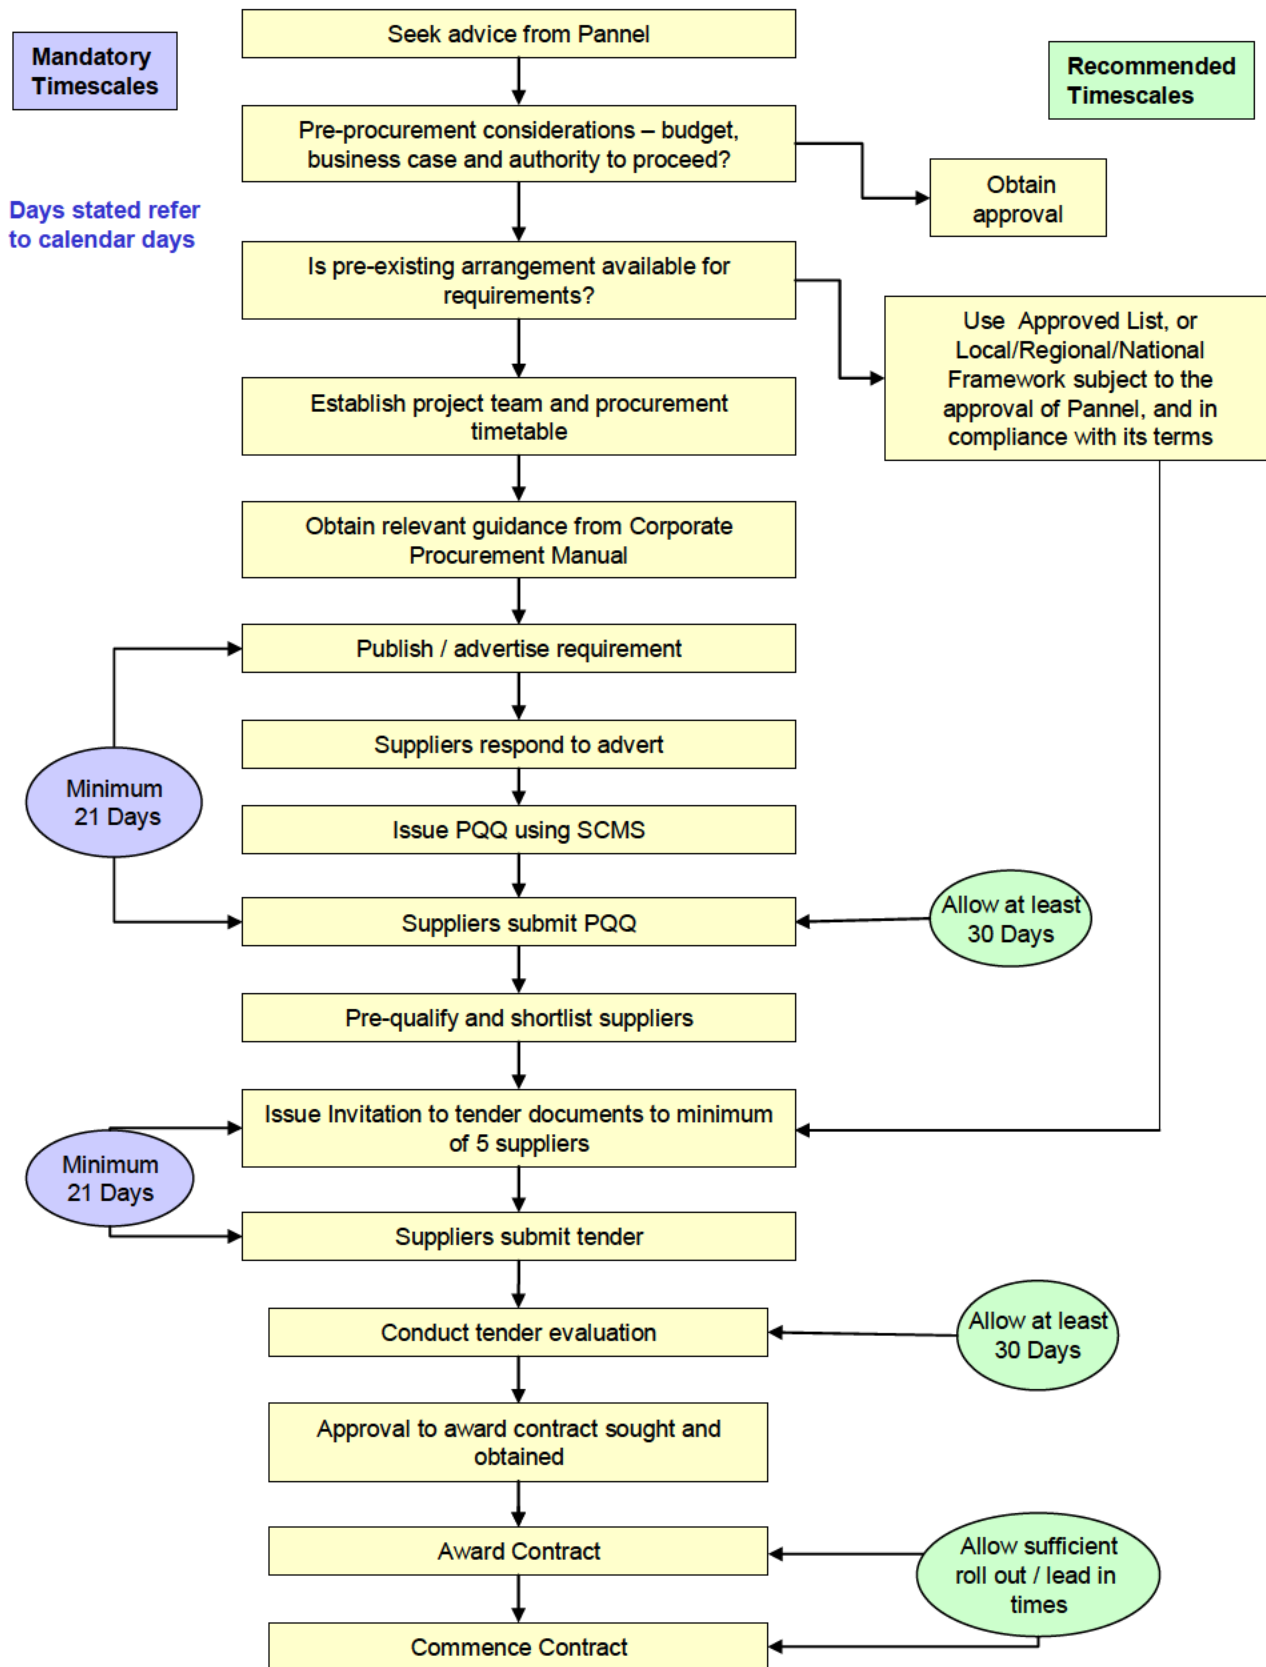 Seek advice from Pannel
Mandatory
Timescales
Recommended
Timescales
Pre-procurement considerations – budget,
business case and authority to proceed?
Obtain
approval
Days stated refer
to calendar days
Is pre-existing arrangement available for
requirements?
Use Approved List, or
Local/Regional/National
Framework subject to the
approval of Pannel, and in
compliance with its terms
Establish project team and procurement
timetable
Obtain relevant guidance from Corporate
Procurement Manual
Publish / advertise requirement
Suppliers respond to advert
Minimum
21 Days
Issue PQQ using SCMS
Suppliers submit PQQ
Allow at least
30 Days
Pre-qualify and shortlist suppliers
Issue Invitation to tender documents to minimum
of 5 suppliers
Minimum
21 Days
Suppliers submit tender
Conduct tender evaluation
Allow at least
30 Days
Approval to award contract sought and
obtained
Award Contract
Allow sufficient
roll out / lead in
times
Commence Contract